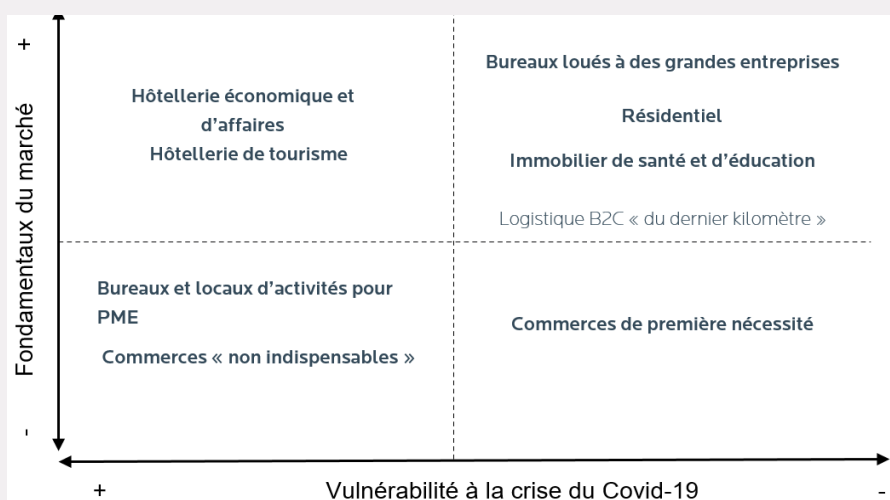 +
Fondamentaux du marché
-
Hôtellerie économique et
d’affaires
Hôtellerie de tourisme
Bureaux loués à des grandes entreprises
Résidentiel
Immobilier de santé et d’éducation
Logistique B2C « du dernier kilomètre »
Bureaux et locaux d’activités pour
PME
Commerces « non indispensables »
Commerces de première nécessité
+
Vulnérabilité à la crise du Covid-19
-